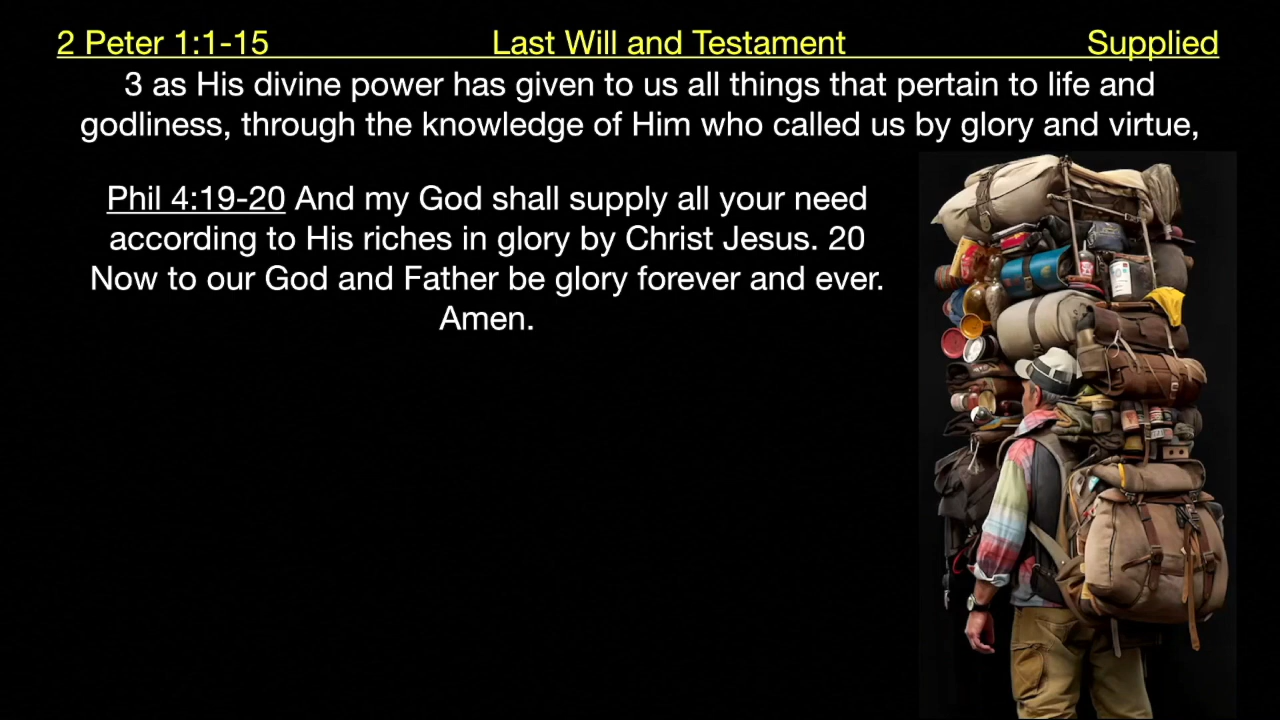 2 Peter 1:1-15 Last Will and Testament Supplied
3 as His divine power has given to us all things that pertain to life and
godliness, through the knowledge of Him who called us by glory and virtue,
Phil 4:19-20 And my God shall supply all your need
according to His riches in glory by Christ Jesus. 20
Now to our God and Father be glory forever and ever.
Amen.